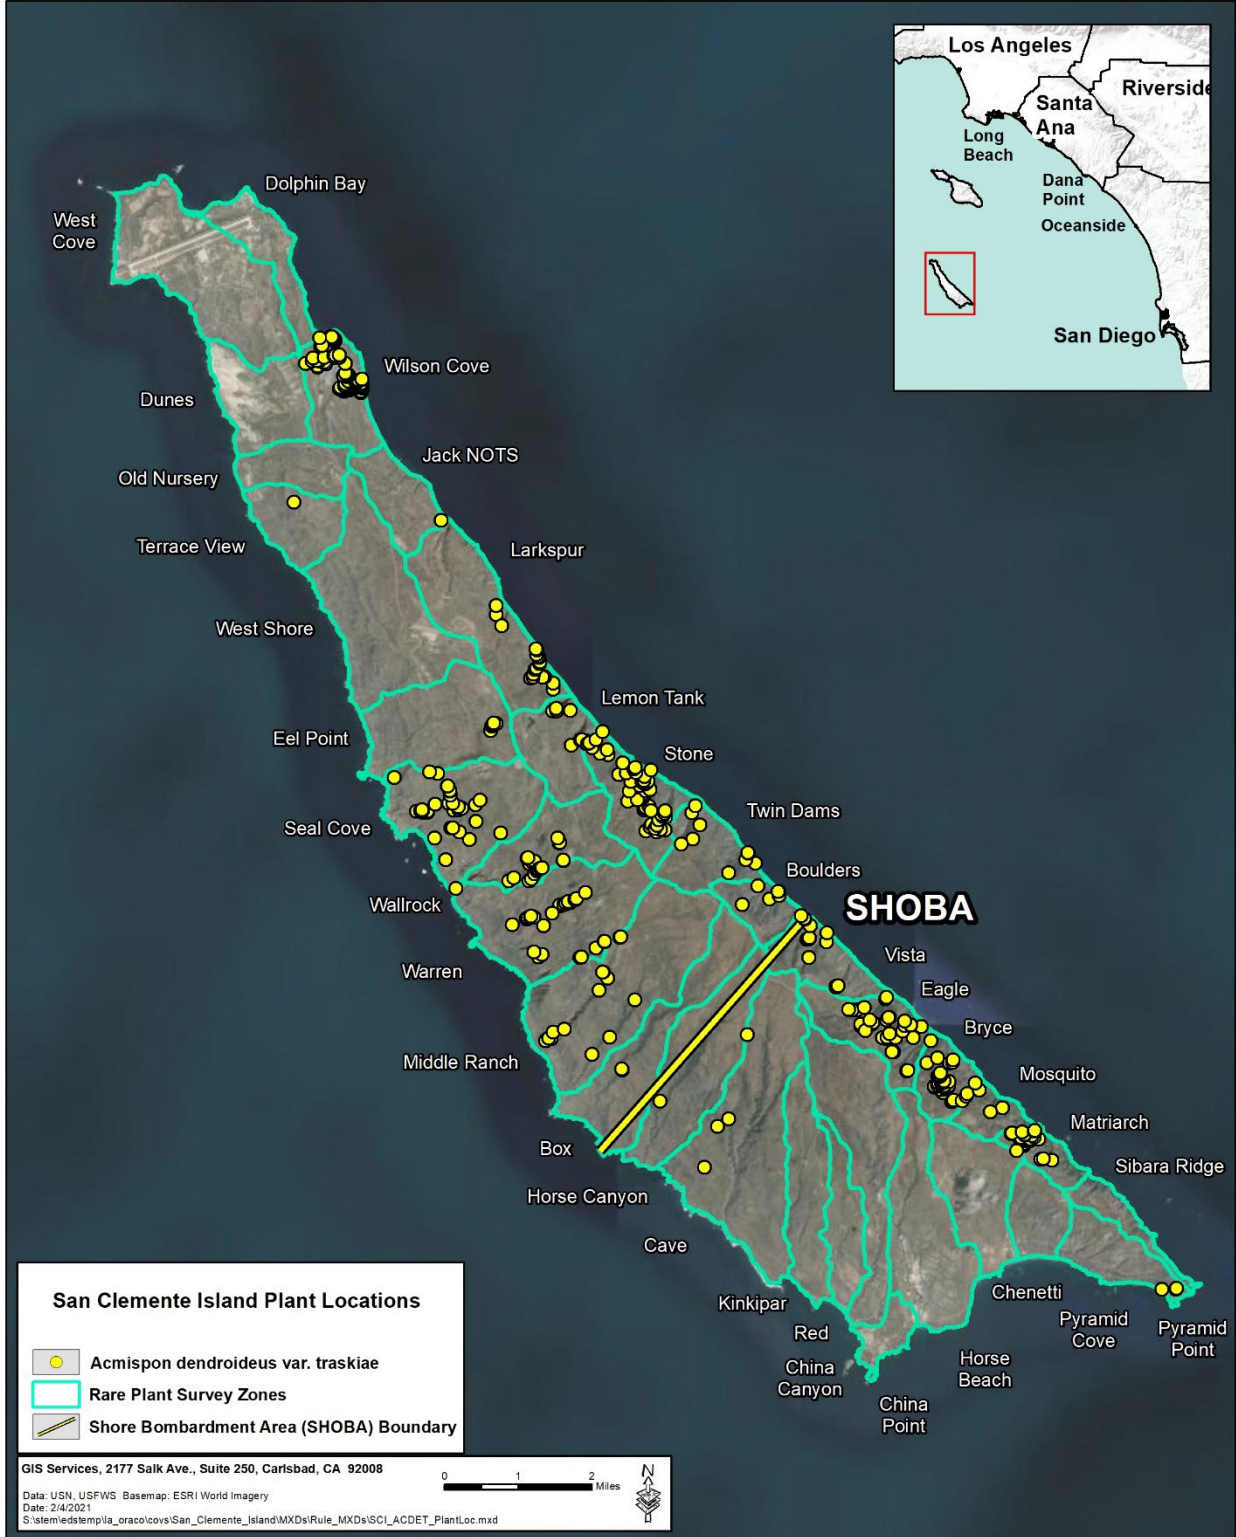 Los Angeles
Riverside
Santa
Ana
Long
Beach
Dana
Point
Oceanside
San Diego
Dolphin Bay
West
Cove
Wilson Cove
Dunes
Jack NOTS
Old Nursery
Terrace View
Larkspur
West Shore
Lemon Tank
Eel Point
Stone
Twin Dams
Seal Cove
Boulders
Wallrock
SHOBA
Vista
Warren
Eagle
Bryce
Middle Ranch
Mosquito
Matriarch
Box
Sibara Ridge
Horse Canyon
Cave
Kinkipar
Chenetti
Red
Pyramid
Cove
Pyramid
Point
China
Canyon
Horse
Beach
China
Point
San Clemente Island Plant Locations
Acmispon dendroideus var. traskiae
Rare Plant Survey Zones
Shore Bombardment Area (SHOBA) Boundary
GIS Services, 2177 Salk Ave., Suite 250, Carlsbad, CA 92008
Data: USN, USFWS Basemap: ESRI World Imagery
Date: 2/4/2021
S:\stem\edstemp\la_oraco\covs\San_Clemente_Island\MXDs\Rule_MXDs\SCI_ACDET_PlantLoc.mxd
0 1 2
Miles
N